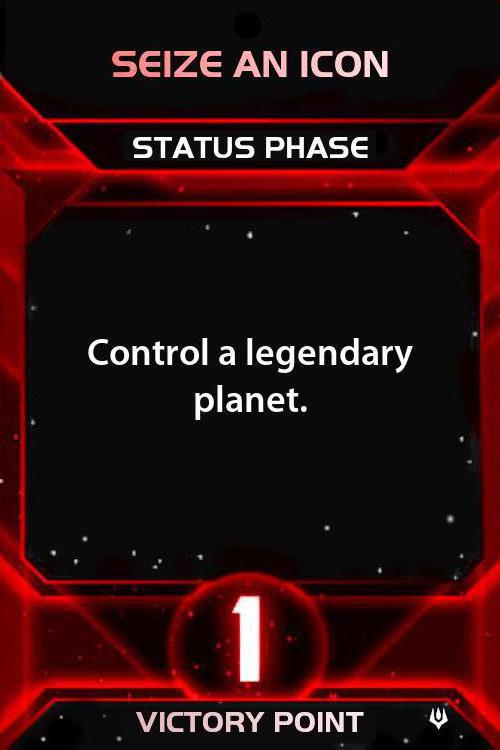 SEIZE AN ICON
STATUS PHASE
Control a legendary
planet.
1
VICTORY POINT